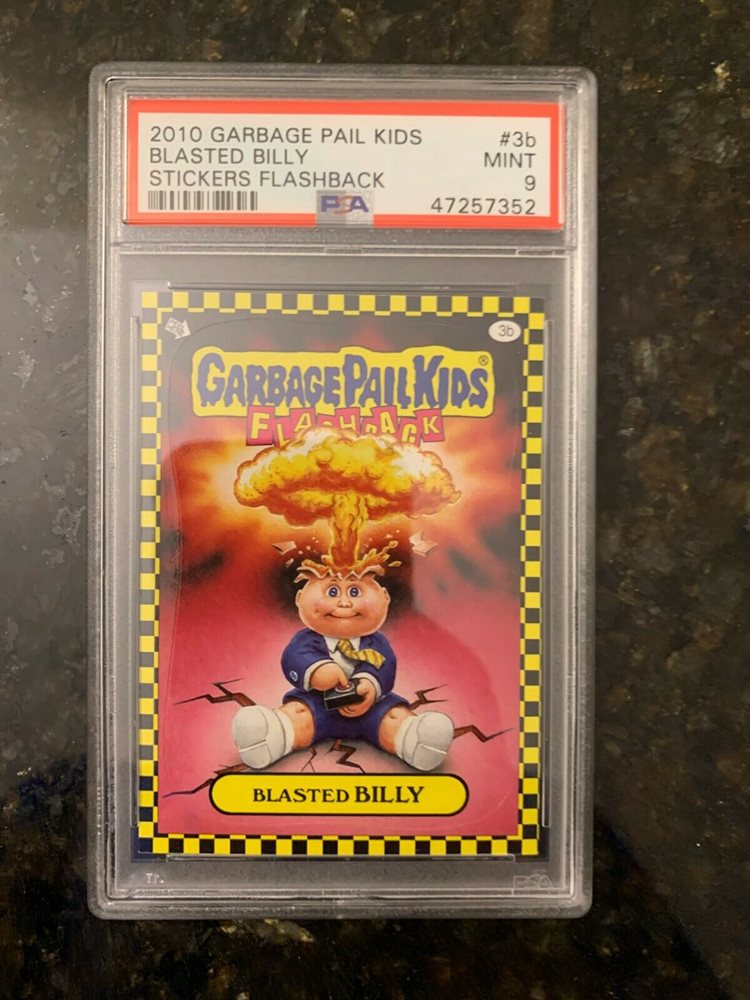 2010 GARBAGE PAIL KIDS #3b
BLASTED BILLY MINT
STICKERS FLASHBACK 9
PSA 47257352
3b
GARBAGE PAIL KIDS®
FLASHBACK
BLASTED BILLY
PSA